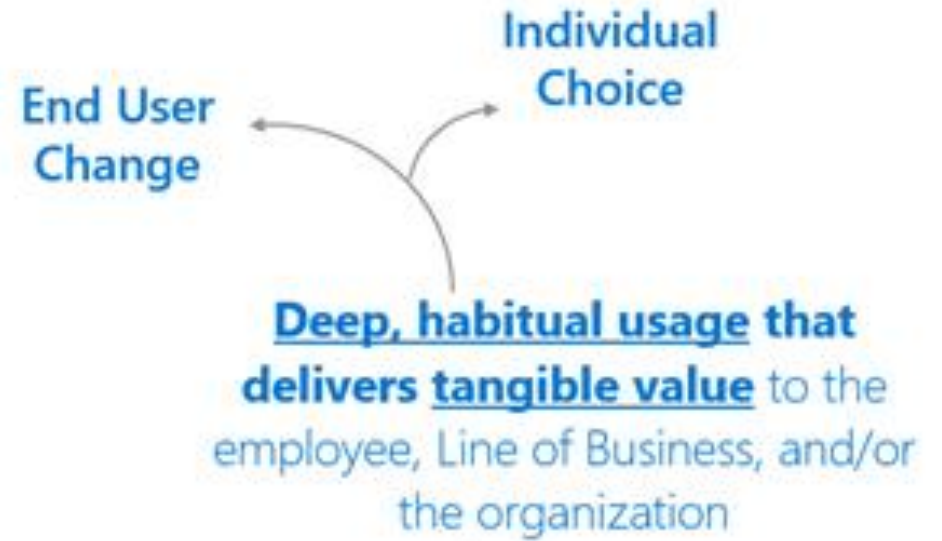 Individual
Choice
End User
Change
Deep, habitual usage that
delivers tangible value to the
employee, Line of Business, and/or
the organization